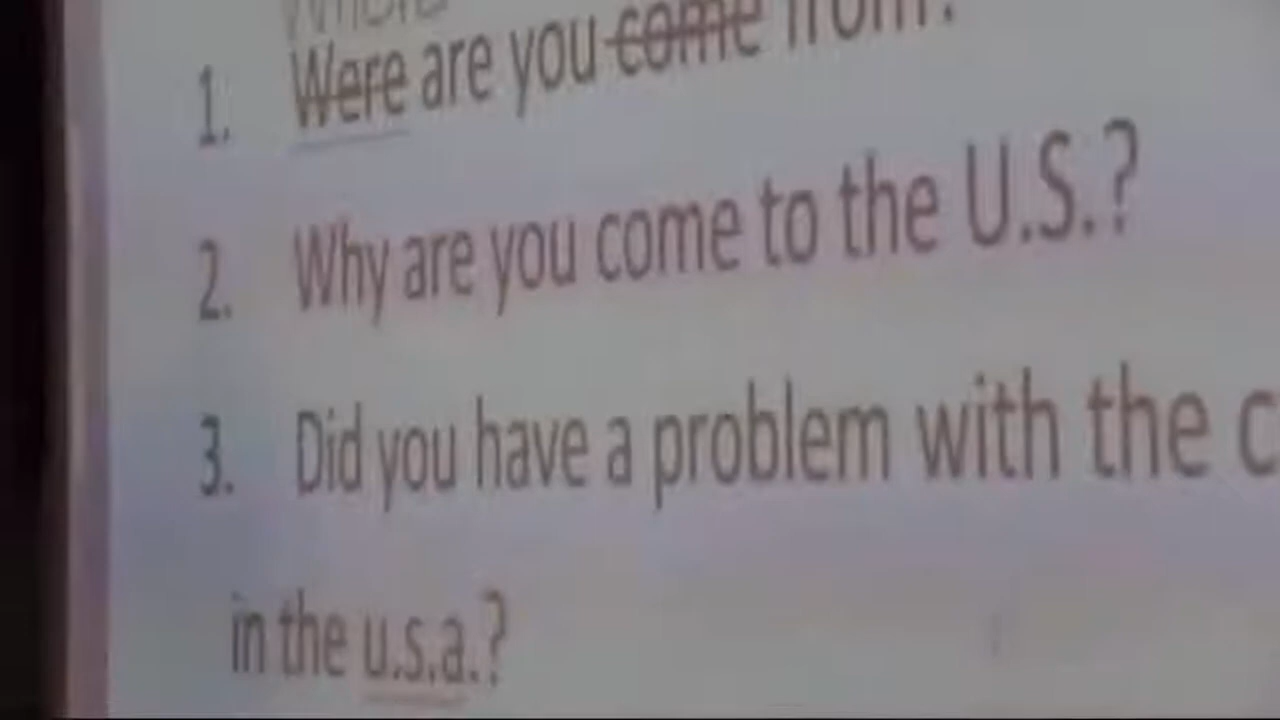 Where
1. Were are you come from?
2. Why are you come to the U.S.?
3. Did you have a problem with the c
in the u.s.a.?